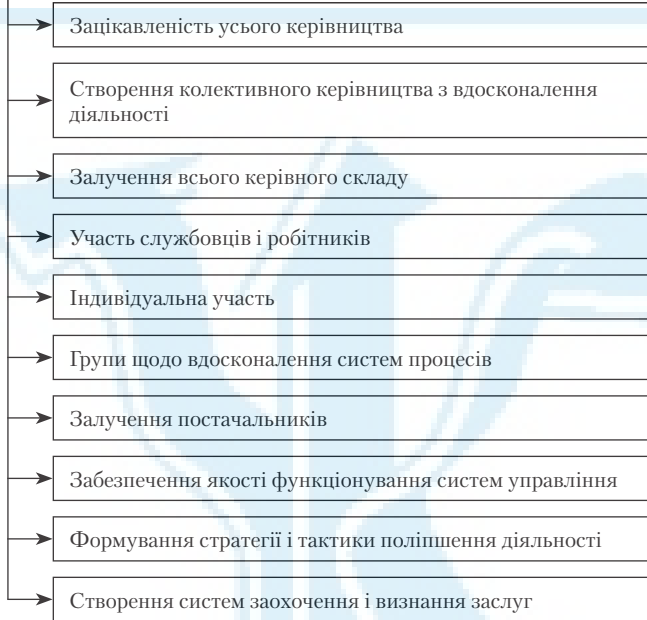 Зацікавленість усього керівництва
Створення колективного керівництва з вдосконалення
діяльності
Залучення всього керівного складу
Участь службовців і робітників
Індивідуальна участь
Групи щодо вдосконалення систем процесів
Залучення постачальників
Забезпечення якості функціонування систем управління
Формування стратегії і тактики поліпшення діяльності
Створення систем заохочення і визнання заслуг